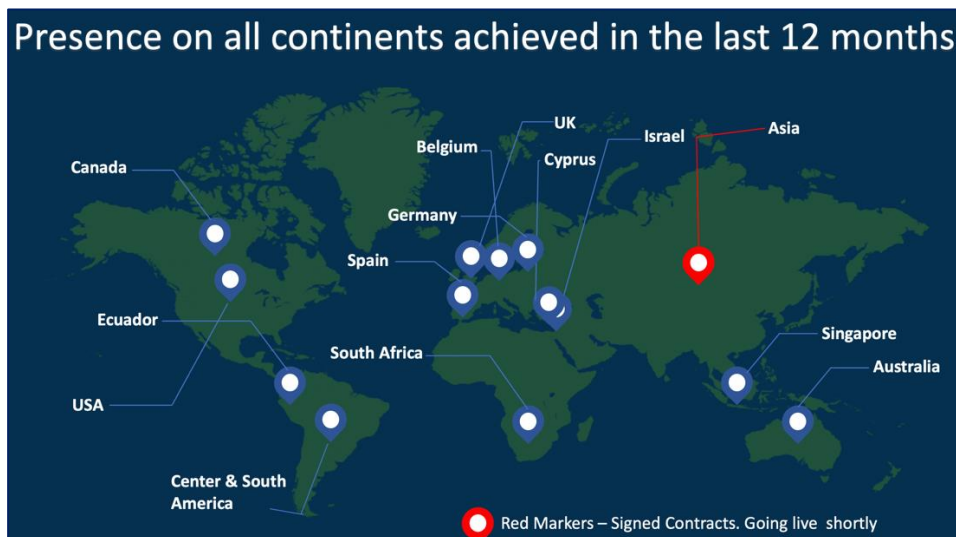 Presence on all continents achieved in the last 12 months
UK
Israel
Asia
Belgium
Cyprus
Canada
Germany
Spain
Ecuador
Singapore
South Africa
Australia
USA
Center & South
America
Red Markers – Signed Contracts. Going live shortly